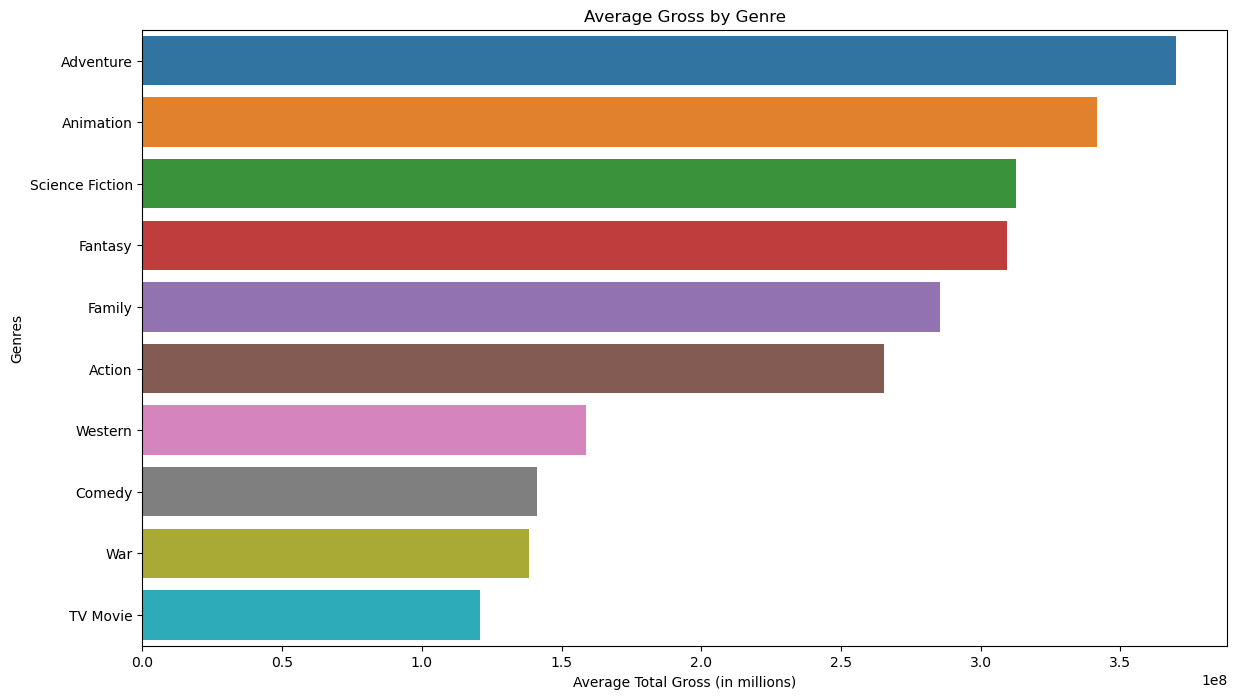 Average Gross by Genre
Adventure
Animation
Science Fiction
Fantasy
Family
Action
Western
Comedy
War
TV Movie
Genres
0.0 0.5 1.0 1.5 2.0 2.5 3.0 3.5
1e8
Average Total Gross (in millions)